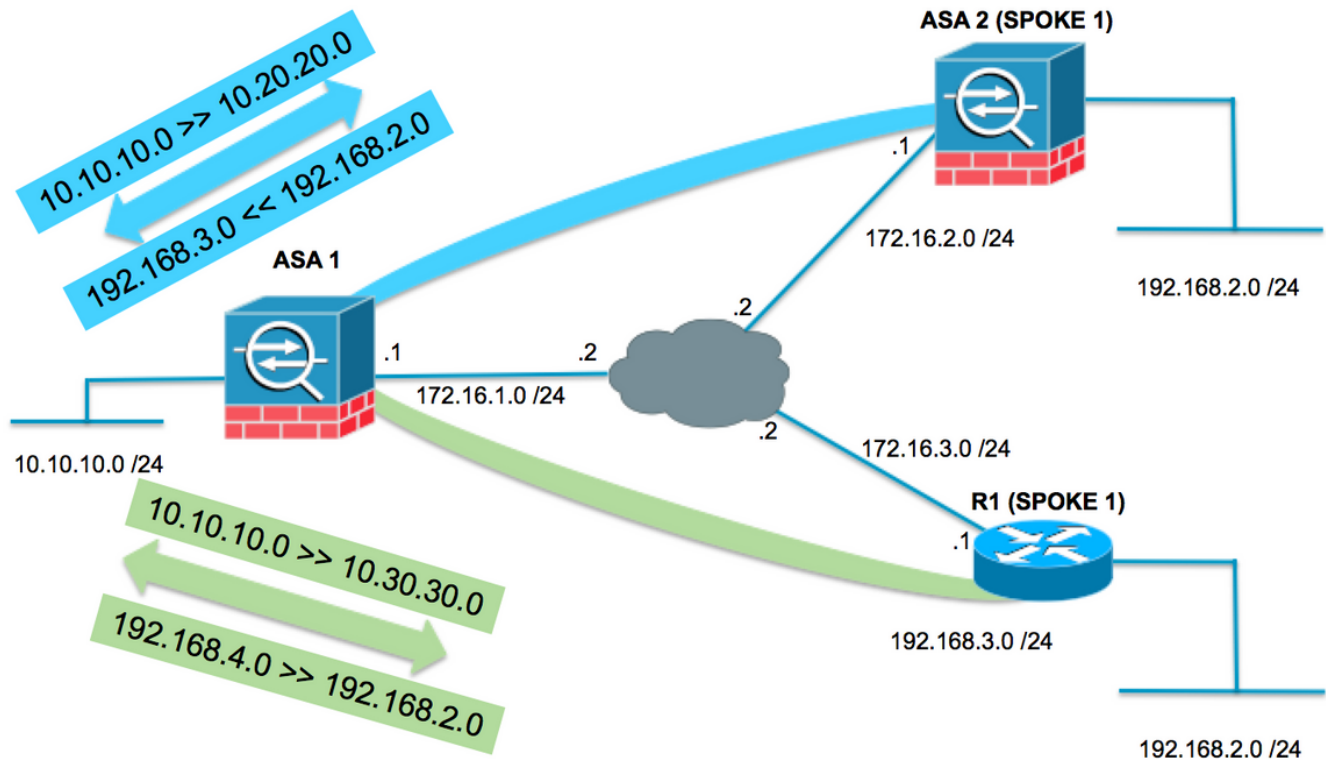 ASA 2 (SPOKE 1)
10.10.10.0 >> 10.20.20.0
192.168.3.0 << 192.168.2.0
.1
172.16.2.0 /24
192.168.2.0 /24
ASA 1
.1
.2
.2
172.16.1.0 /24
.2
172.16.3.0 /24
10.10.10.0 /24
R1 (SPOKE 1)
.1
10.10.10.0 >> 10.30.30.0
192.168.4.0 >> 192.168.2.0
192.168.3.0 /24
192.168.2.0 /24